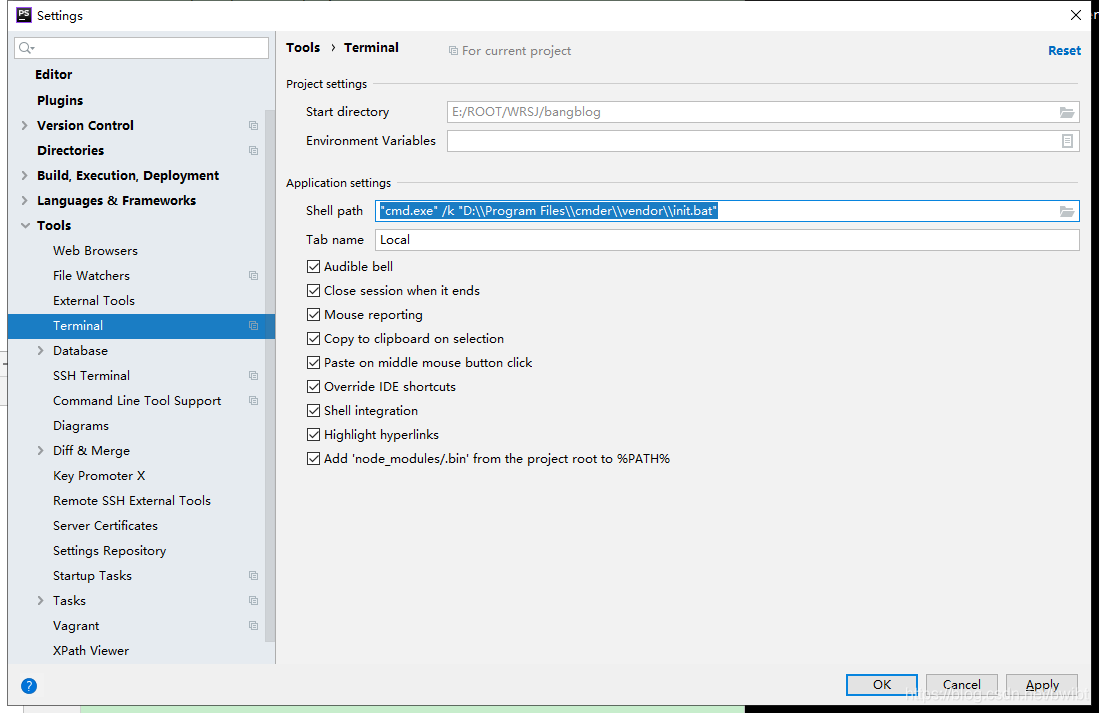 PS Settings
Editor
Plugins
Version Control
Directories
Build, Execution, Deployment
Languages & Frameworks
Tools
Web Browsers
File Watchers
External Tools
Terminal
Database
SSH Terminal
Command Line Tool Support
Diagrams
Diff & Merge
Key Promoter X
Remote SSH External Tools
Server Certificates
Settings Repository
Startup Tasks
Tasks
Vagrant
XPath Viewer
?
Tools › Terminal For current project Reset
Project settings
Start directory E:/ROOT/WRSJ/bangblog
Environment Variables
Application settings
Shell path "cmd.exe" /k "D:\\Program Files\\cmder\\vendor\\init.bat"
Tab name Local
Audible bell
Close session when it ends
Mouse reporting
Copy to clipboard on selection
Paste on middle mouse button click
Override IDE shortcuts
Shell integration
Highlight hyperlinks
Add 'node_modules/.bin' from the project root to %PATH%
OK Cancel Apply